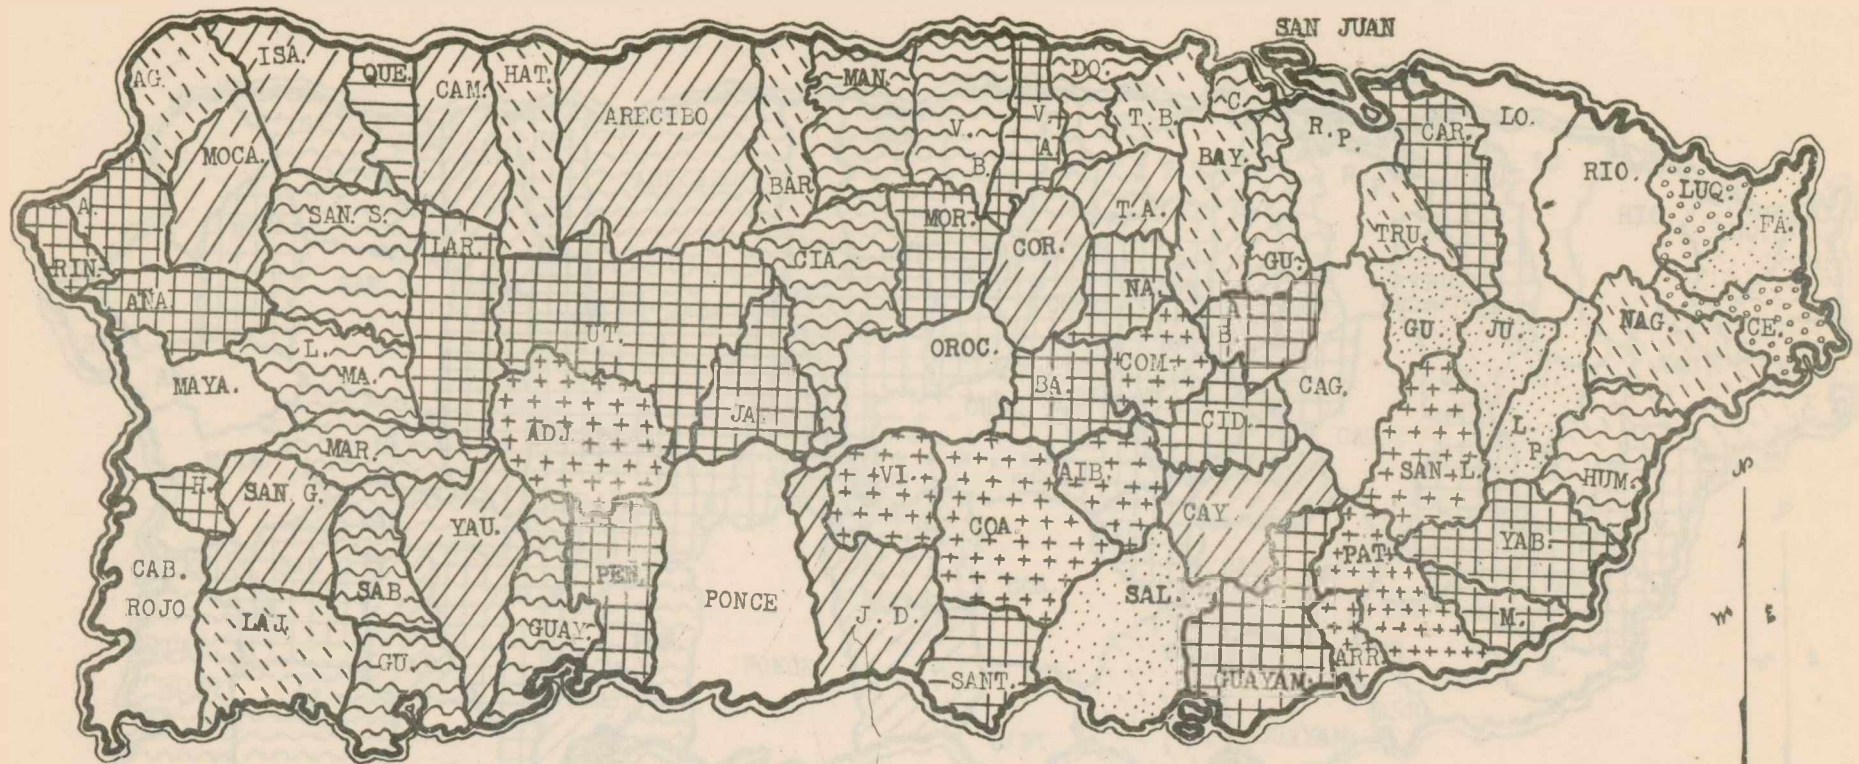 SAN JUAN
ISA.
AG.
QUE.
CAM.
HAT.
ARECIBO
BAR
MAN.
V.
B.
V.
A.
DO.
T.B.
C.
R.P.
CAR.
LO.
MOCA.
BAY.
RIO.
LUQ.
FA.
A.
RIN.
SAN. S.
LAR.
CIA.
MOR.
COR.
T.A.
GU.
TRU.
AÑA.
UT.
NA.
A
B.
GU
JU.
NAG.
CE.
L.
MA.
MAYA.
OROC.
COM.
BA.
JA.
CAG.
ADJ.
CID.
L.
P.
MAR.
H.
SAN G.
VI.
AIB.
SAN L.
HUM.
YAU.
COA.
CAY
PAT.
YAB.
CAB.
ROJO
SAB.
PEÑ.
PONCE
J. D.
SAL.
M.
LAJ.
GUAY.
GU.
SANT.
GUAYAM.
ARR.
N
W
E